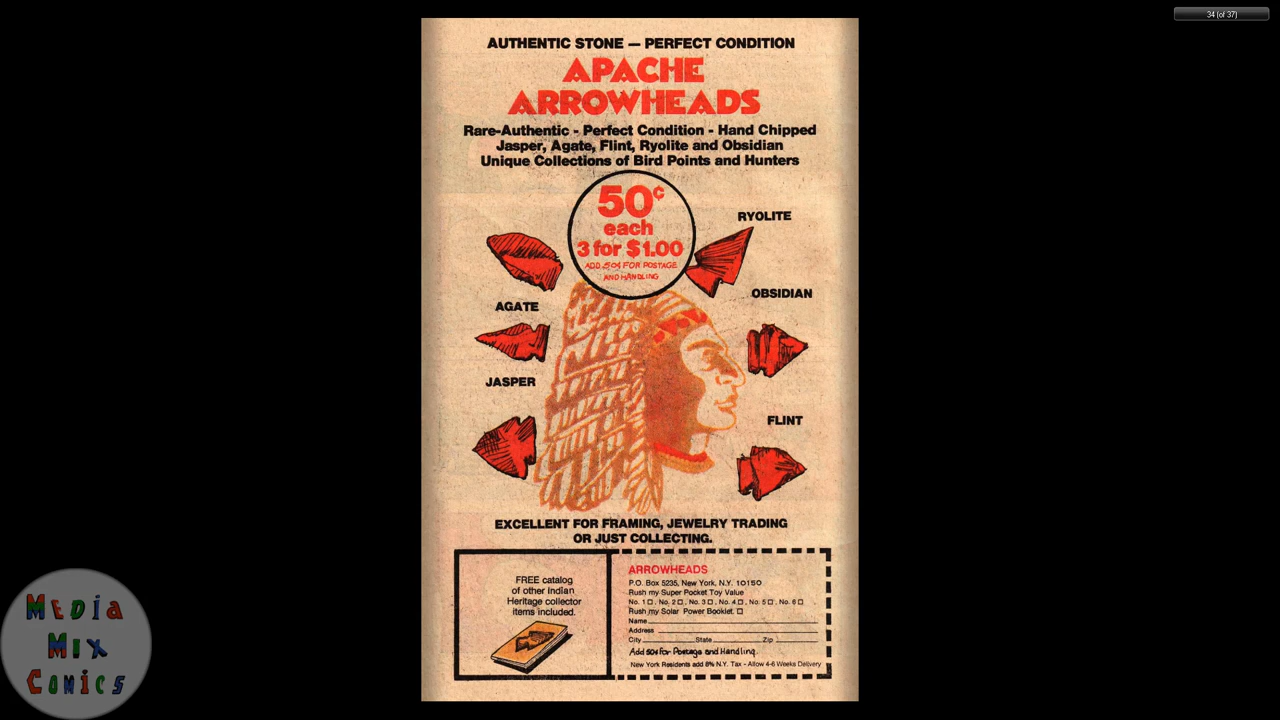 34 (of 37)
AUTHENTIC STONE — PERFECT CONDITION
APACHE
ARROWHEADS
Rare-Authentic - Perfect Condition - Hand Chipped
Jasper, Agate, Flint, Ryolite and Obsidian
Unique Collections of Bird Points and Hunters
50¢
each
3 for $1.00
ADD .50¢ FOR POSTAGE
AND HANDLING
RYOLITE
OBSIDIAN
AGATE
JASPER
FLINT
EXCELLENT FOR FRAMING, JEWELRY TRADING
OR JUST COLLECTING.
FREE catalog
of other Indian
Heritage collector
items included.
ARROWHEADS
P.O. Box 5235, New York, N.Y. 10150
Rush my Super Pocket Toy Value
No. 1 □, No. 2 □, No. 3 □, No. 4 □, No. 5 □, No. 6 □
Rush my Solar Power Booklet. □
Name
Address
City State Zip
Add 50¢ for Postage and Handling.
New York Residents add 8% N.Y. Tax - Allow 4-6 Weeks Delivery
MEDIA
MIX
COMICS